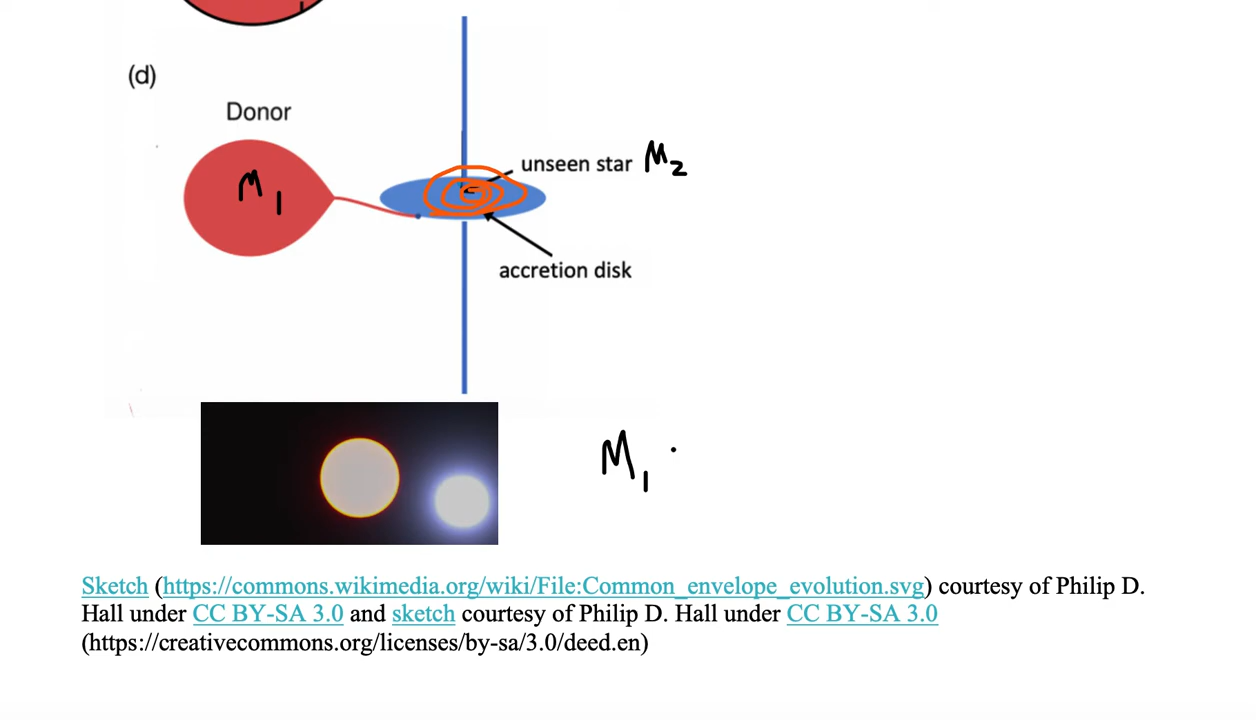 (d)
Donor
M1
unseen star M2
accretion disk
M1 .
Sketch (https://commons.wikimedia.org/wiki/File:Common_envelope_evolution.svg) courtesy of Philip D.
Hall under CC BY-SA 3.0 and sketch courtesy of Philip D. Hall under CC BY-SA 3.0
(https://creativecommons.org/licenses/by-sa/3.0/deed.en)